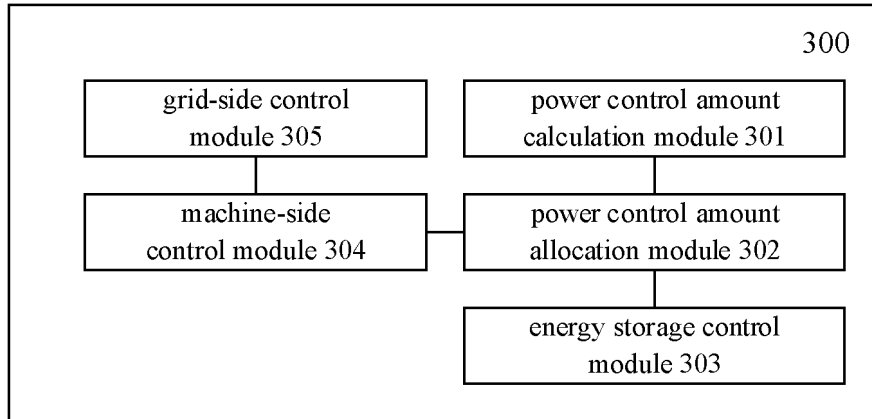 300
grid-side control
module 305
power control amount
calculation module 301
machine-side
control module 304
power control amount
allocation module 302
energy storage control
module 303